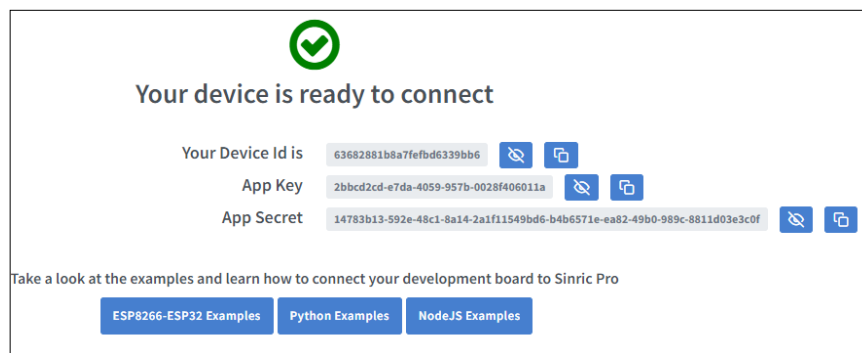 Your device is ready to connect
Your Device Id is 63682881b8a7fefbd6339bb6
App Key 2bbcd2cd-e7da-4059-957b-0028f406011a
App Secret 14783b13-592e-48c1-8a14-2a1f11549bd6-b4b6571e-ea82-49b0-989c-8811d03e3c0f
Take a look at the examples and learn how to connect your development board to Sinric Pro
ESP8266-ESP32 Examples Python Examples NodeJS Examples